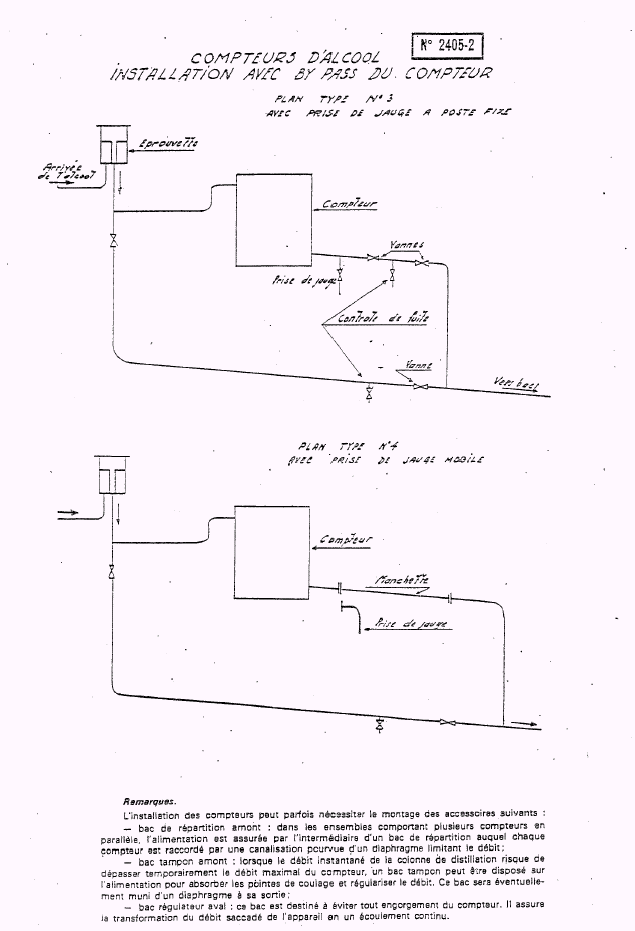 N° 2405-2
COMPTEURS D'ALCOOL
INSTALLATION AVEC BY PASS DU COMPTEUR
PLAN TYPE N° 3
AVEC PRISE DE JAUGE A POSTE FIXE
Eprouvette
Arrivée
de l'alcool
Compteur
Vannes
Prise de jauge
Controle de fuite
Vanne
Vers bac
PLAN TYPE N° 4
AVEC PRISE DE JAUGE MOBILE
Compteur
Manchette
Prise de jauge
Remarques.
L'installation des compteurs peut parfois nécessiter le montage des accessoires suivants :
— bac de répartition amont : dans les ensembles comportant plusieurs compteurs en
parallèle, l'alimentation est assurée par l'intermédiaire d'un bac de répartition auquel chaque
compteur est raccordé par une canalisation pourvue d'un diaphragme limitant le débit ;
— bac tampon amont : lorsque le débit instantané de la colonne de distillation risque de
dépasser temporairement le débit maximal du compteur, un bac tampon peut être disposé sur
l'alimentation pour absorber les pointes de coulage et régulariser le débit. Ce bac sera éventuelle-
ment muni d'un diaphragme à sa sortie ;
— bac régulateur aval : ce bac est destiné à éviter tout engorgement du compteur. Il assure
la transformation du débit saccadé de l'appareil en un écoulement continu.